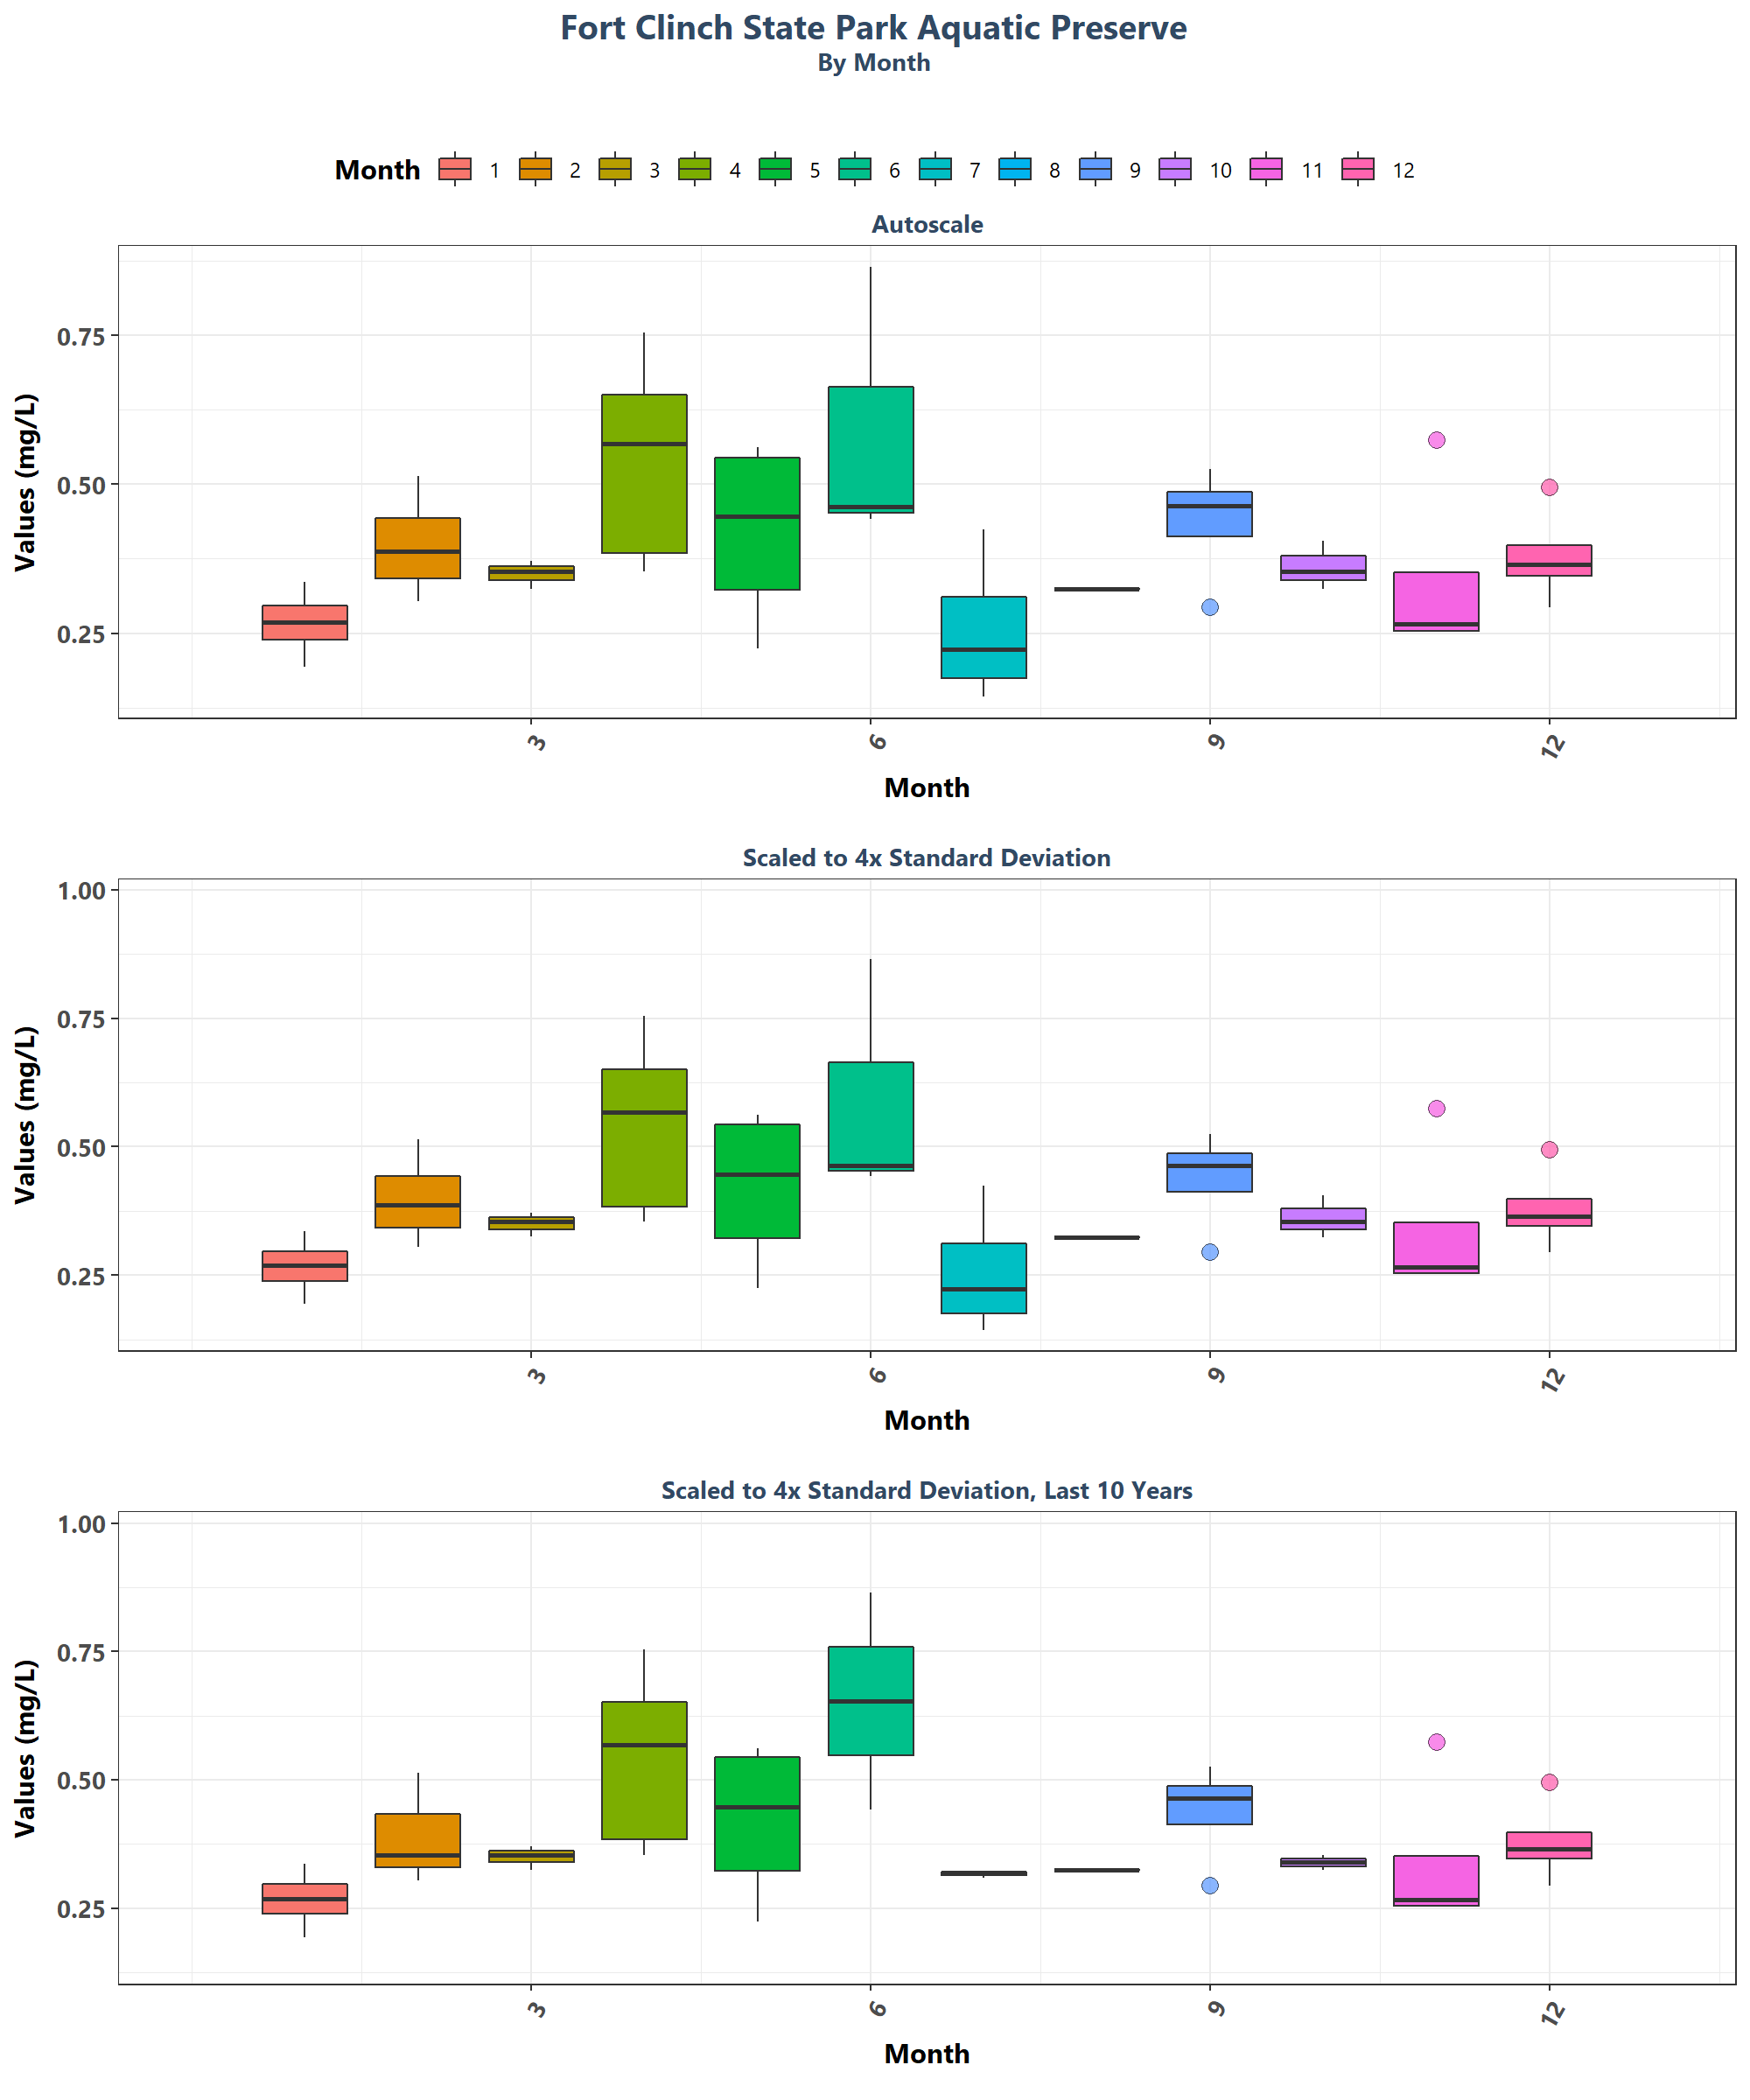 Fort Clinch State Park Aquatic Preserve
By Month
Month 1 2 3 4 5 6 7 8 9 10 11 12
Autoscale
Values (mg/L)
0.75
0.50
0.25
3 6 9 12
Month
Scaled to 4x Standard Deviation
Values (mg/L)
1.00
0.75
0.50
0.25
3 6 9 12
Month
Scaled to 4x Standard Deviation, Last 10 Years
Values (mg/L)
1.00
0.75
0.50
0.25
3 6 9 12
Month